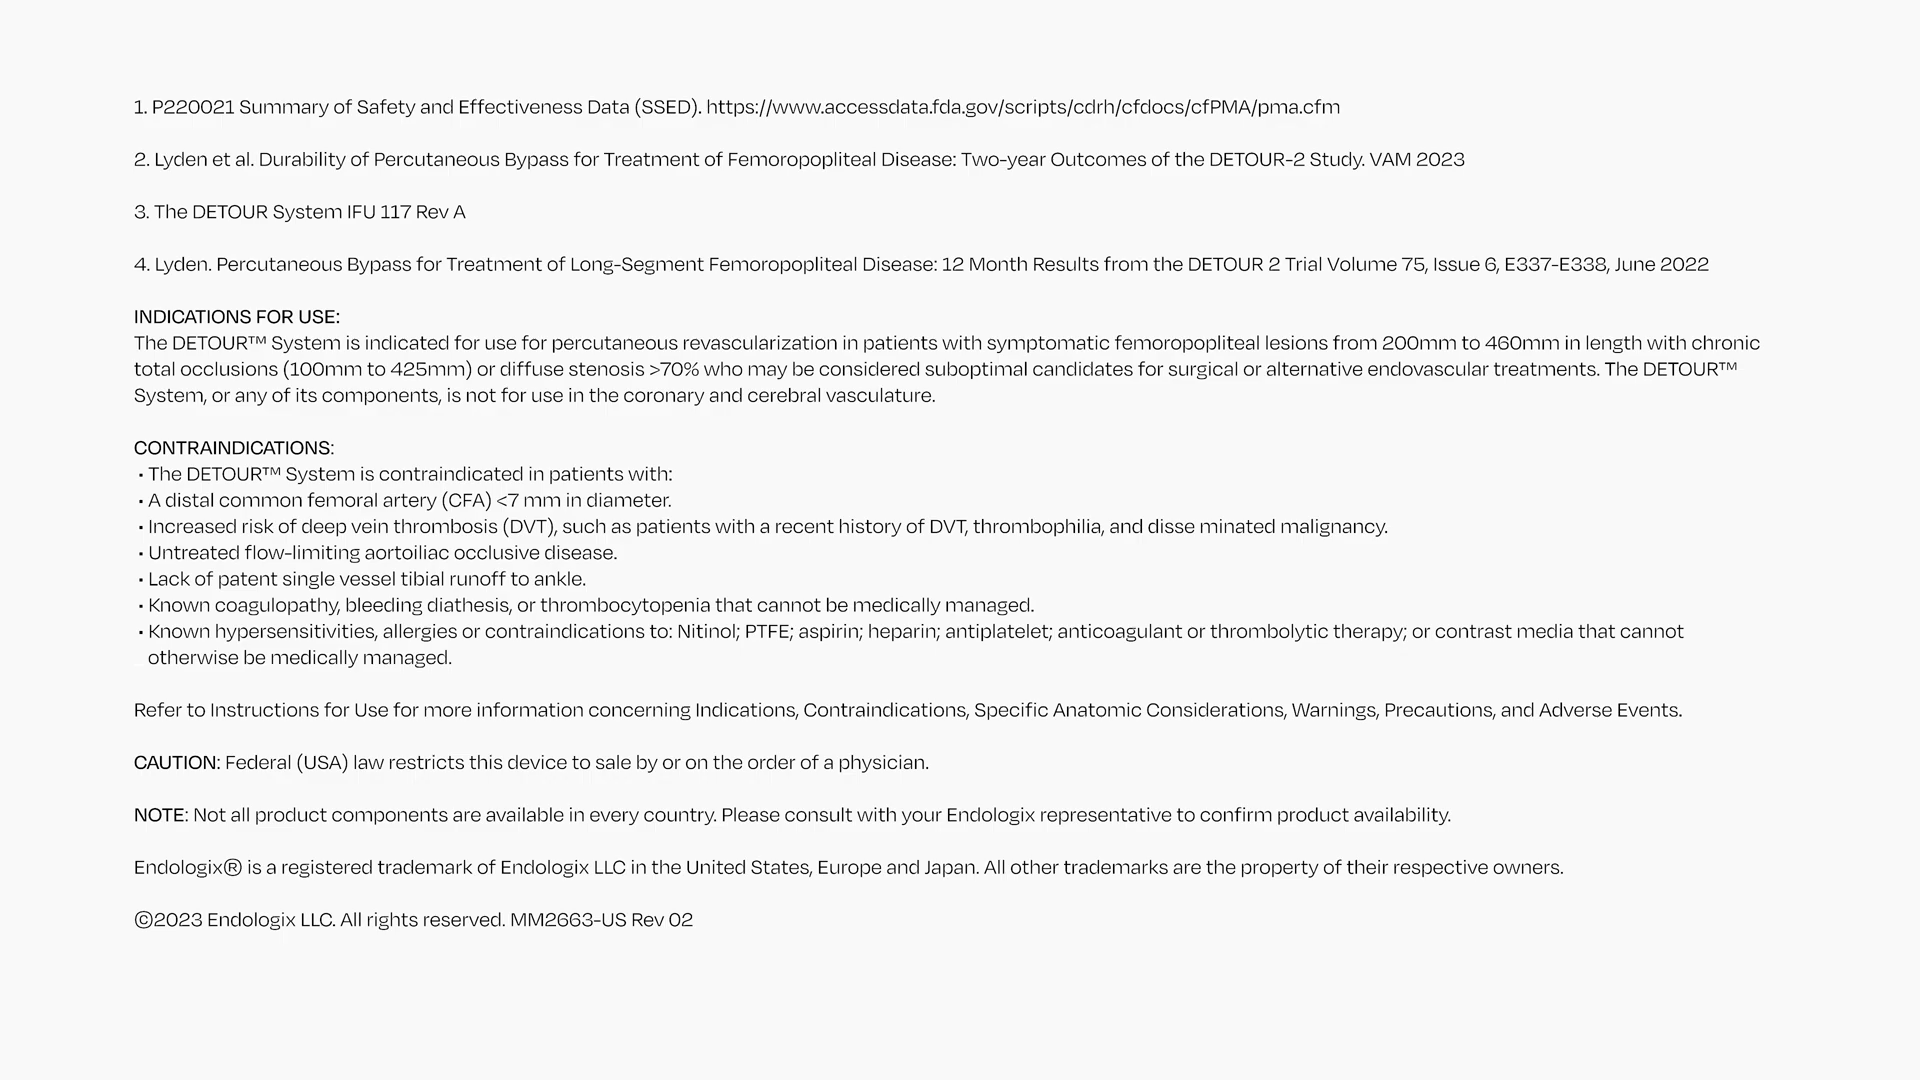 1. P220021 Summary of Safety and Effectiveness Data (SSED). https://www.accessdata.fda.gov/scripts/cdrh/cfdocs/cfPMA/pma.cfm
2. Lyden et al. Durability of Percutaneous Bypass for Treatment of Femoropopliteal Disease: Two-year Outcomes of the DETOUR-2 Study. VAM 2023
3. The DETOUR System IFU 117 Rev A
4. Lyden. Percutaneous Bypass for Treatment of Long-Segment Femoropopliteal Disease: 12 Month Results from the DETOUR 2 Trial Volume 75, Issue 6, E337-E338, June 2022
INDICATIONS FOR USE:
The DETOUR™ System is indicated for use for percutaneous revascularization in patients with symptomatic femoropopliteal lesions from 200mm to 460mm in length with chronic
total occlusions (100mm to 425mm) or diffuse stenosis >70% who may be considered suboptimal candidates for surgical or alternative endovascular treatments. The DETOUR™
System, or any of its components, is not for use in the coronary and cerebral vasculature.
CONTRAINDICATIONS:
• The DETOUR™ System is contraindicated in patients with:
• A distal common femoral artery (CFA) <7 mm in diameter.
• Increased risk of deep vein thrombosis (DVT), such as patients with a recent history of DVT, thrombophilia, and disse minated malignancy.
• Untreated flow-limiting aortoiliac occlusive disease.
• Lack of patent single vessel tibial runoff to ankle.
• Known coagulopathy, bleeding diathesis, or thrombocytopenia that cannot be medically managed.
• Known hypersensitivities, allergies or contraindications to: Nitinol; PTFE; aspirin; heparin; antiplatelet; anticoagulant or thrombolytic therapy; or contrast media that cannot
otherwise be medically managed.
Refer to Instructions for Use for more information concerning Indications, Contraindications, Specific Anatomic Considerations, Warnings, Precautions, and Adverse Events.
CAUTION: Federal (USA) law restricts this device to sale by or on the order of a physician.
NOTE: Not all product components are available in every country. Please consult with your Endologix representative to confirm product availability.
Endologix® is a registered trademark of Endologix LLC in the United States, Europe and Japan. All other trademarks are the property of their respective owners.
©2023 Endologix LLC. All rights reserved. MM2663-US Rev 02